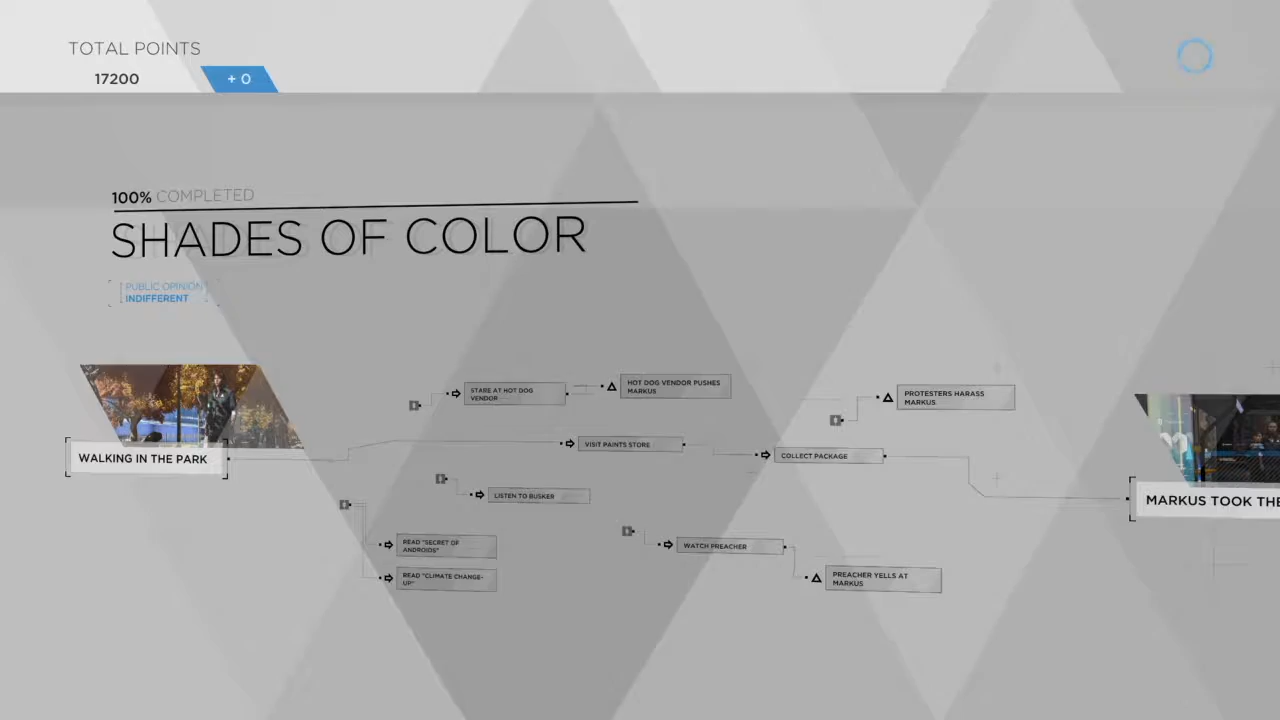 TOTAL POINTS
17200
+ 0
100% COMPLETED
SHADES OF COLOR
PUBLIC OPINION
INDIFFERENT
WALKING IN THE PARK
STARE AT HOT DOG
VENDOR
HOT DOG VENDOR PUSHES
MARKUS
PROTESTERS HARASS
MARKUS
VISIT PAINTS STORE
COLLECT PACKAGE
LISTEN TO BUSKER
MARKUS TOOK THE
READ "SECRET OF
ANDROIDS"
WATCH PREACHER
READ "CLIMATE CHANGE-
UP"
PREACHER YELLS AT
MARKUS